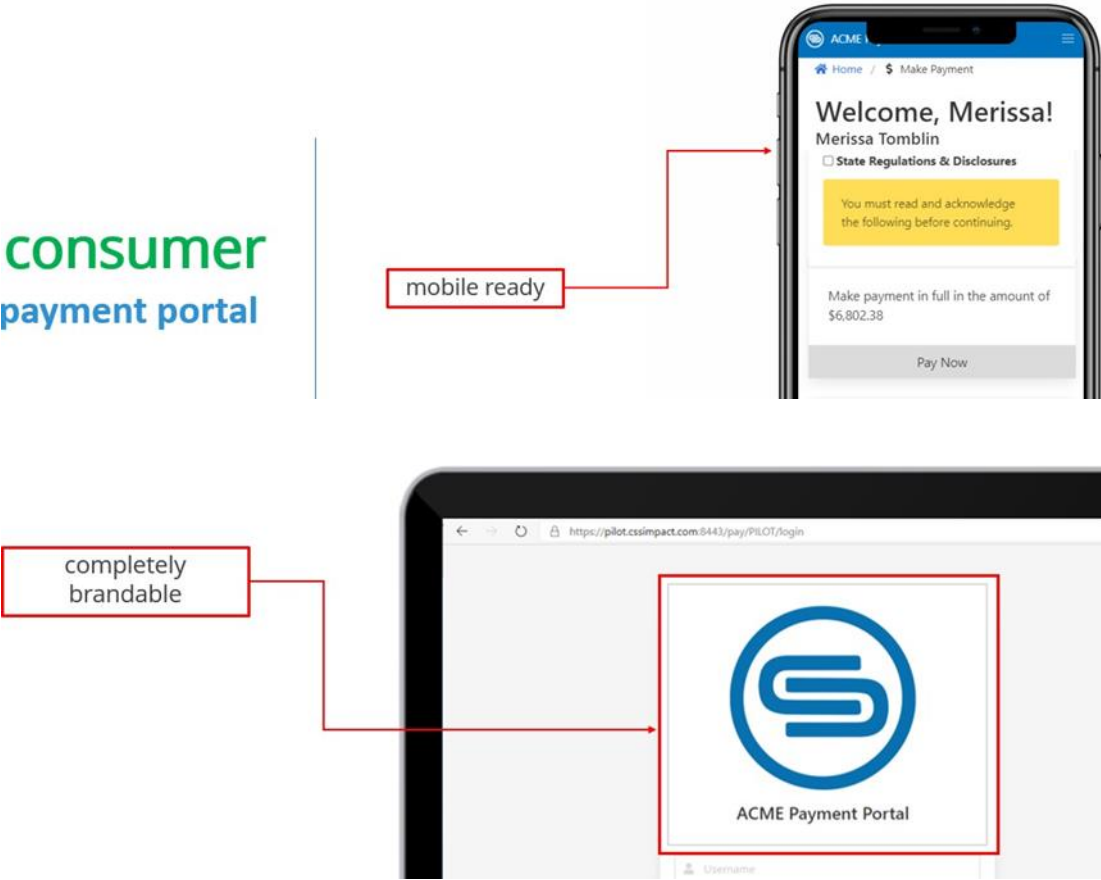 ACME
Home / $ Make Payment
Welcome, Merissa!
Merissa Tomblin
State Regulations & Disclosures
You must read and acknowledge
the following before continuing.
Make payment in full in the amount of
$6,802.38
Pay Now
consumer
payment portal
mobile ready
completely
brandable
https://pilot.cssimpact.com:8443/pay/PILOT/login
ACME Payment Portal
Username